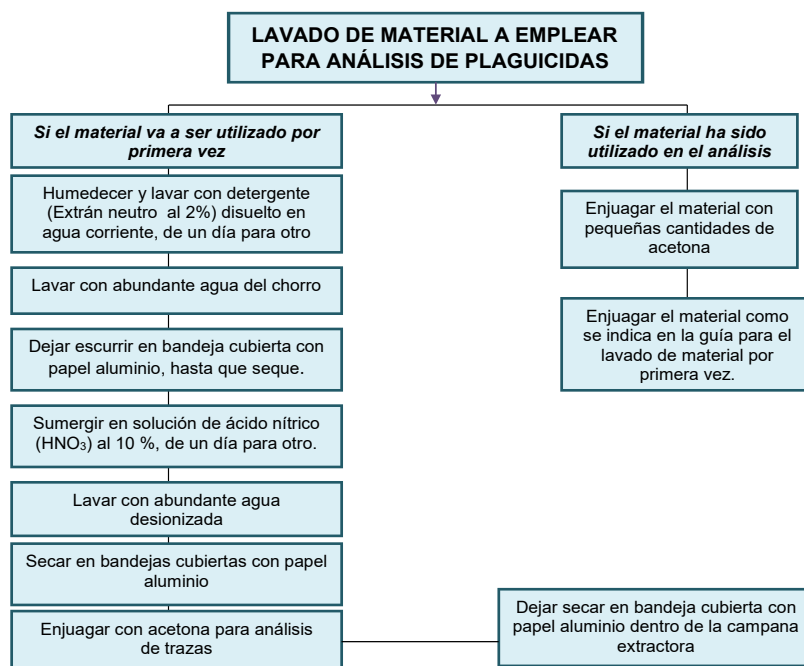 LAVADO DE MATERIAL A EMPLEAR
PARA ANÁLISIS DE PLAGUICIDAS
Si el material va a ser utilizado por
primera vez
Humedecer y lavar con detergente
(Extrán neutro al 2%) disuelto en
agua corriente, de un día para otro
Lavar con abundante agua del chorro
Dejar escurrir en bandeja cubierta con
papel aluminio, hasta que seque.
Sumergir en solución de ácido nítrico
(HNO₃) al 10 %, de un día para otro.
Lavar con abundante agua
desionizada
Secar en bandejas cubiertas con papel
aluminio
Enjuagar con acetona para análisis
de trazas
Dejar secar en bandeja cubierta con
papel aluminio dentro de la campana
extractora
Si el material ha sido
utilizado en el análisis
Enjuagar el material con
pequeñas cantidades de
acetona
Enjuagar el material como
se indica en la guía para el
lavado de material por
primera vez.